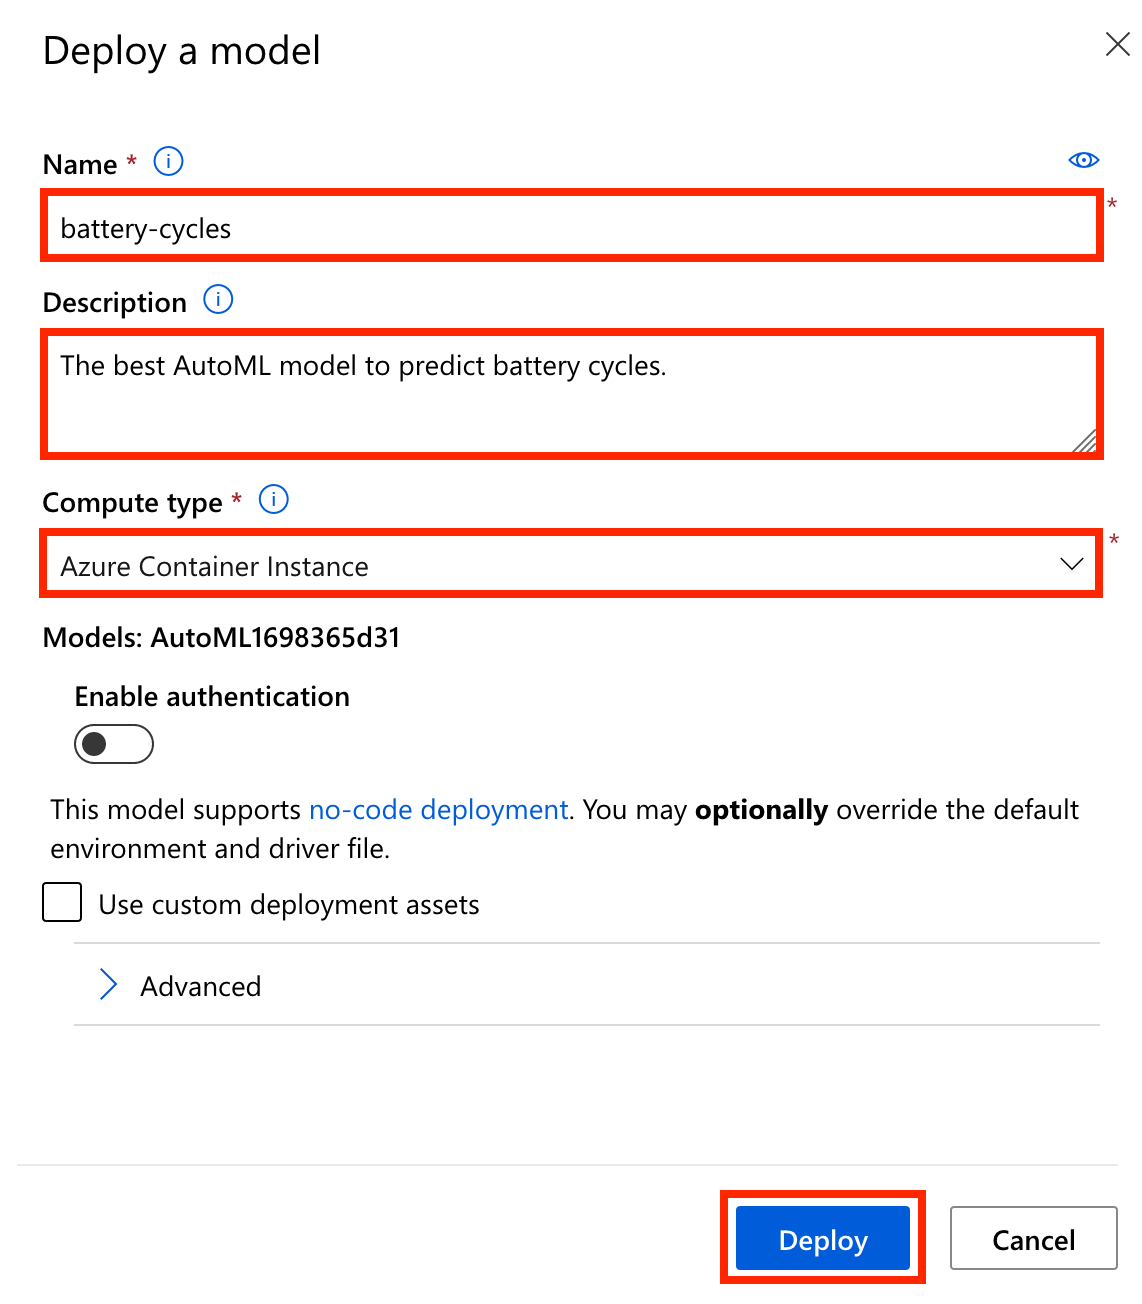 Deploy a model
Name *
battery-cycles
*
Description
The best AutoML model to predict battery cycles.
Compute type *
Azure Container Instance
*
Models: AutoML1698365d31
Enable authentication
This model supports no-code deployment. You may optionally override the default
environment and driver file.
Use custom deployment assets
Advanced
Deploy
Cancel